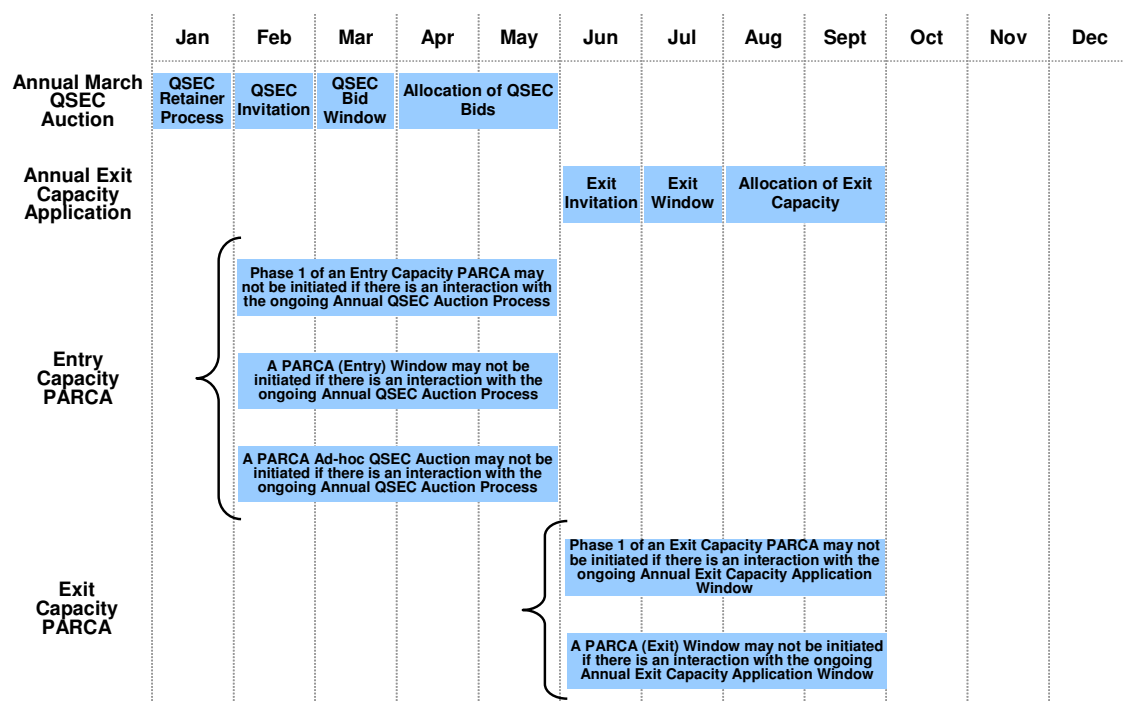 Jan Feb Mar Apr May Jun Jul Aug Sept Oct Nov Dec
Annual March
QSEC
Auction
QSEC
Retainer
Process
QSEC
Invitation
QSEC
Bid
Window
Allocation of QSEC
Bids
Annual Exit
Capacity
Application
Exit
Invitation
Exit
Window
Allocation of Exit
Capacity
Entry
Capacity
PARCA
Phase 1 of an Entry Capacity PARCA may
not be initiated if there is an interaction with
the ongoing Annual QSEC Auction Process
A PARCA (Entry) Window may not be
initiated if there is an interaction with the
ongoing Annual QSEC Auction Process
A PARCA Ad-hoc QSEC Auction may not be
initiated if there is an interaction with the
ongoing Annual QSEC Auction Process
Exit
Capacity
PARCA
Phase 1 of an Exit Capacity PARCA may not
be initiated if there is an interaction with the
ongoing Annual Exit Capacity Application
Window
A PARCA (Exit) Window may not be initiated
if there is an interaction with the ongoing
Annual Exit Capacity Application Window